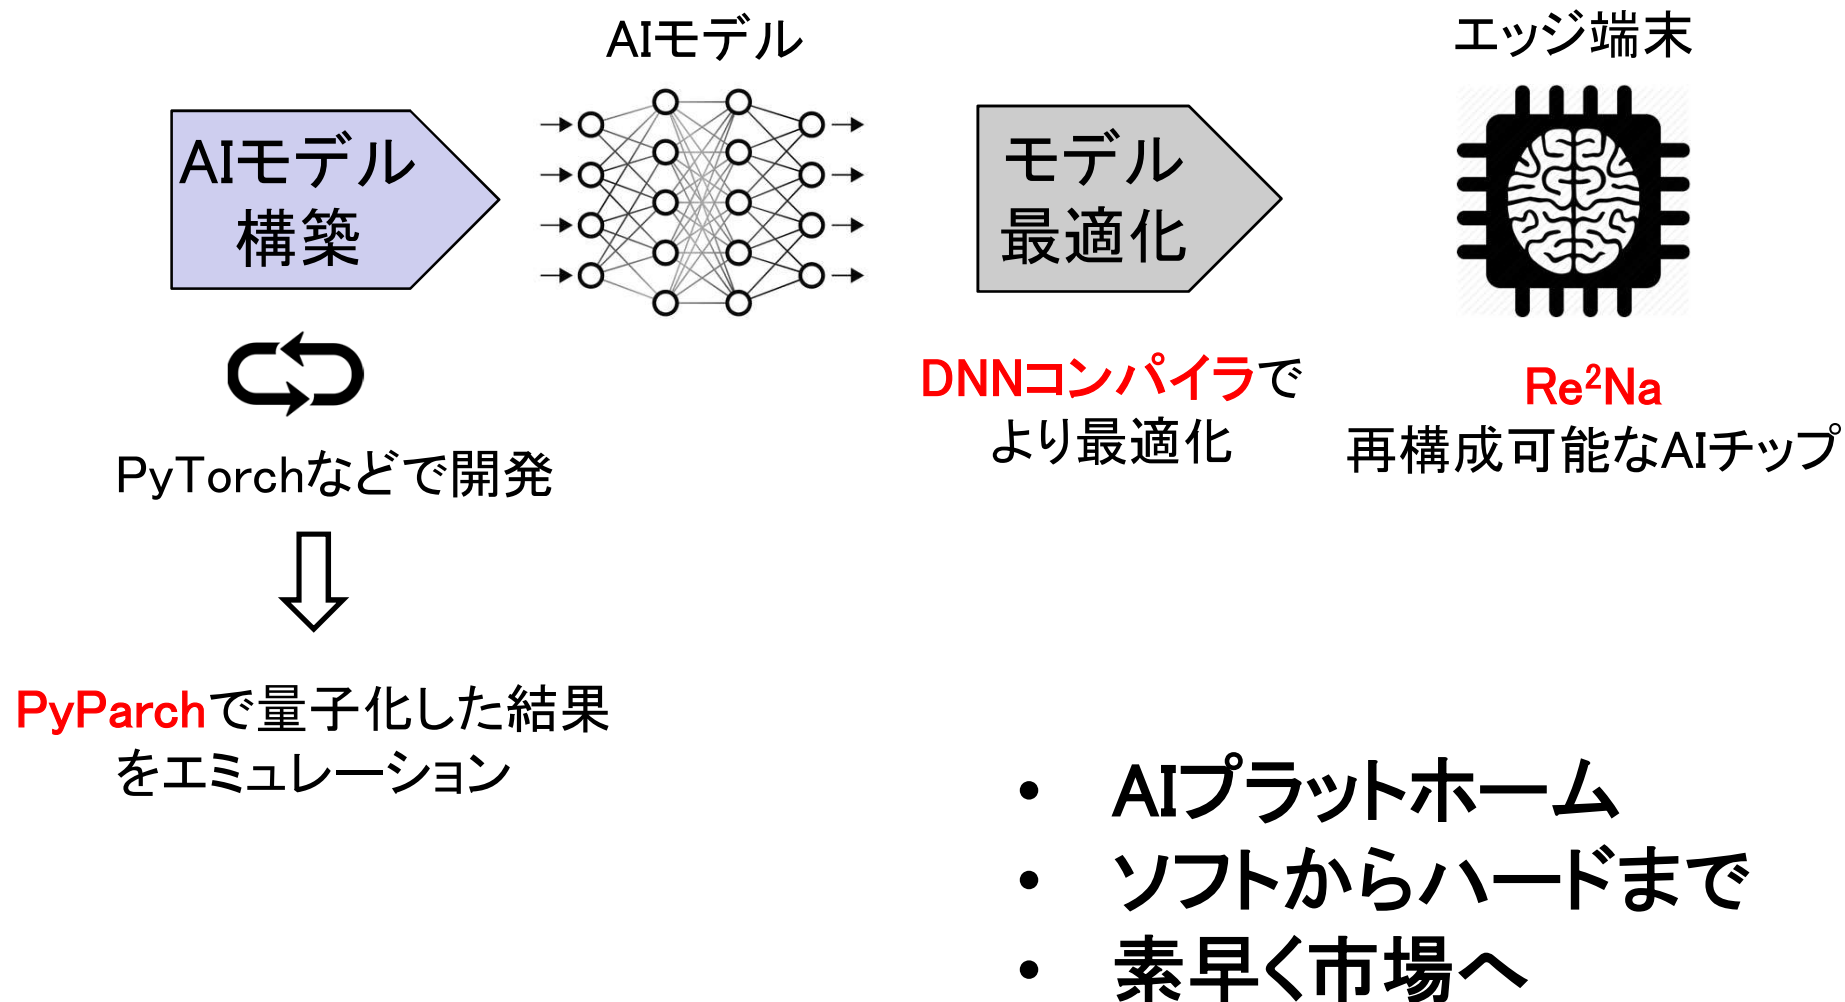 AIモデル
エッジ端末
AIモデル
構築
モデル
最適化
DNNコンパイラで
より最適化
Re²Na
再構成可能なAIチップ
PyTorchなどで開発
PyParchで量子化した結果
をエミュレーション
• AIプラットホーム
• ソフトからハードまで
• 素早く市場へ